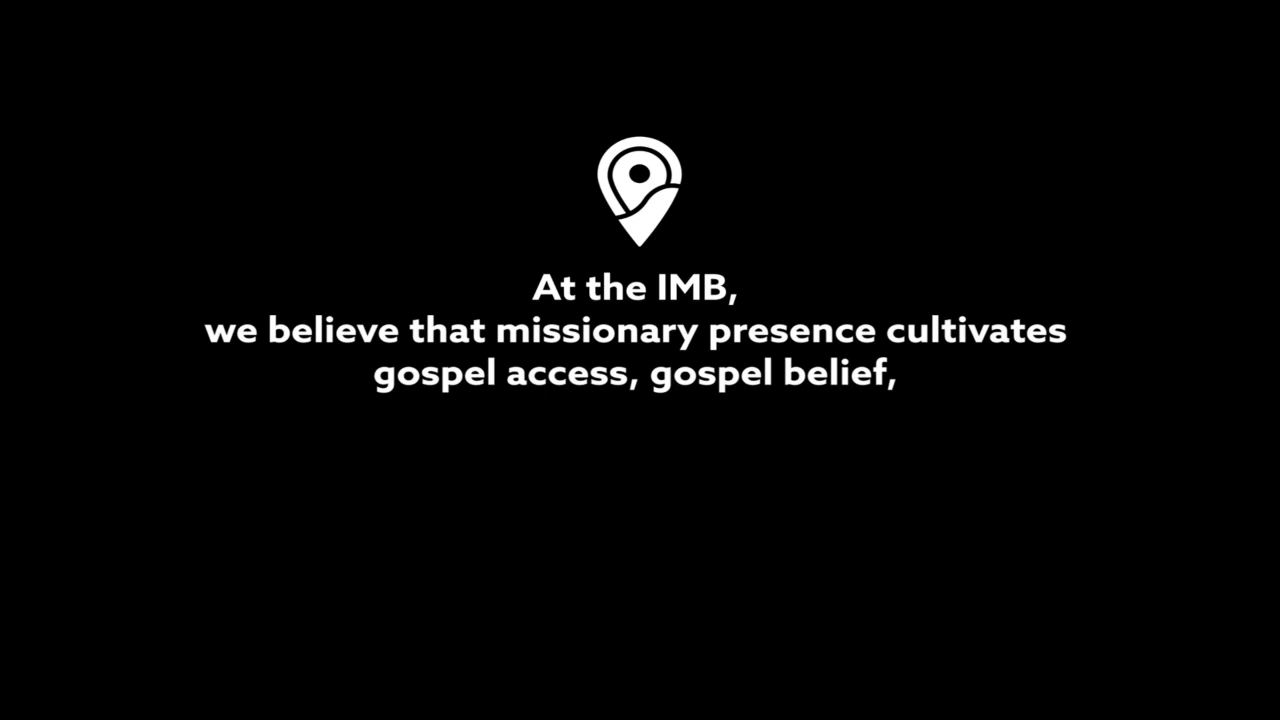 At the IMB,
we believe that missionary presence cultivates
gospel access, gospel belief,